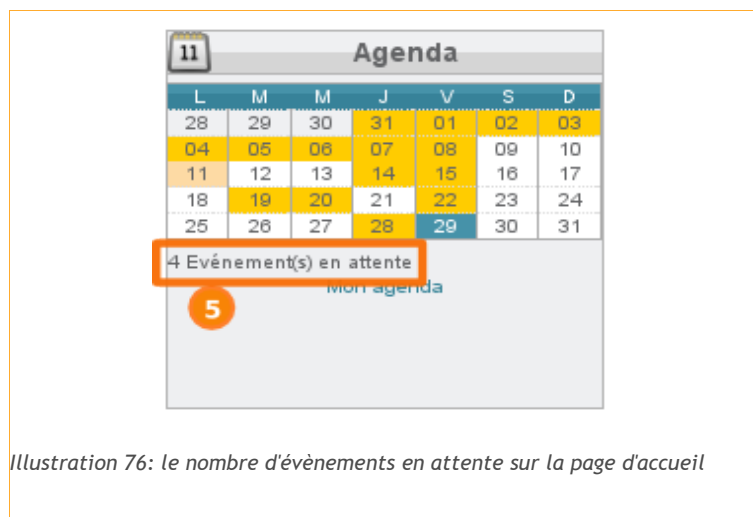 11 Agenda
L M M J V S D
28 29 30 31 01 02 03
04 05 06 07 08 09 10
11 12 13 14 15 16 17
18 19 20 21 22 23 24
25 26 27 28 29 30 31
4 Evénement(s) en attente
Mon agenda
5
Illustration 76: le nombre d'évènements en attente sur la page d'accueil